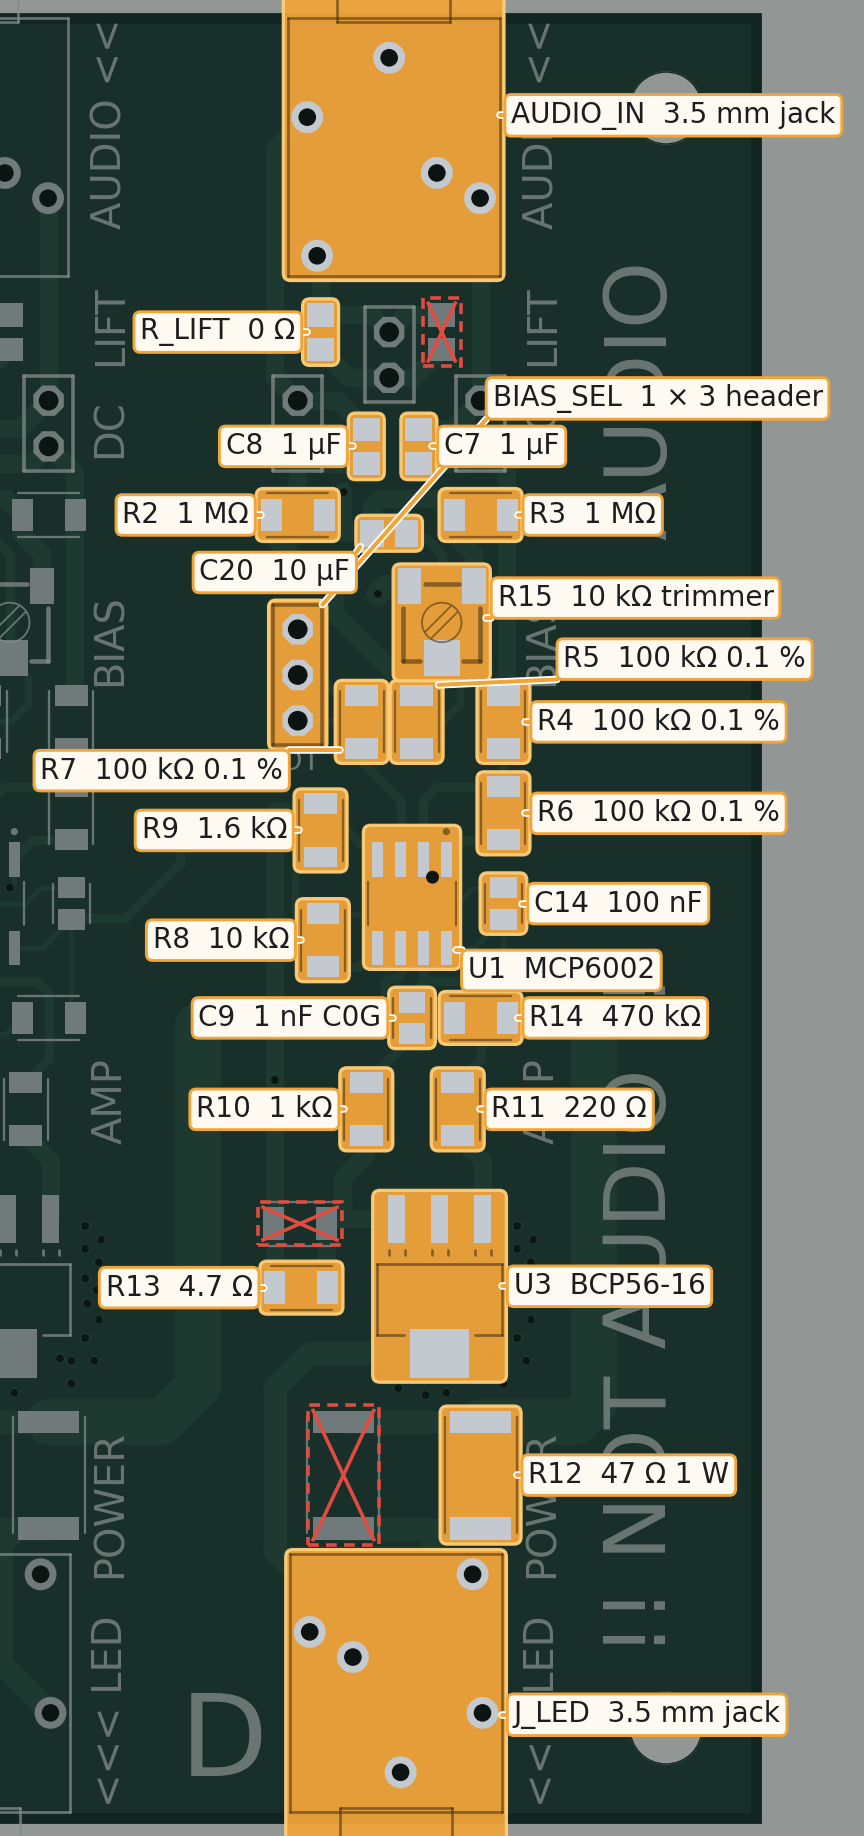 AUDIO <<
AUDIO_IN 3.5 mm jack
R_LIFT 0 Ω
LIFT
LIFT
BIAS_SEL 1 × 3 header
DC
C8 1 µF
C7 1 µF
R2 1 MΩ
R3 1 MΩ
C20 10 µF
R15 10 kΩ trimmer
BIAS
R5 100 kΩ 0.1 %
R4 100 kΩ 0.1 %
R7 100 kΩ 0.1 %
R9 1.6 kΩ
R6 100 kΩ 0.1 %
C14 100 nF
R8 10 kΩ
U1 MCP6002
C9 1 nF C0G
R14 470 kΩ
AMP
R10 1 kΩ
R11 220 Ω
R13 4.7 Ω
U3 BCP56-16
POWER
R12 47 Ω 1 W
!! NOT AUDIO
<<< LED
LED
D
J_LED 3.5 mm jack